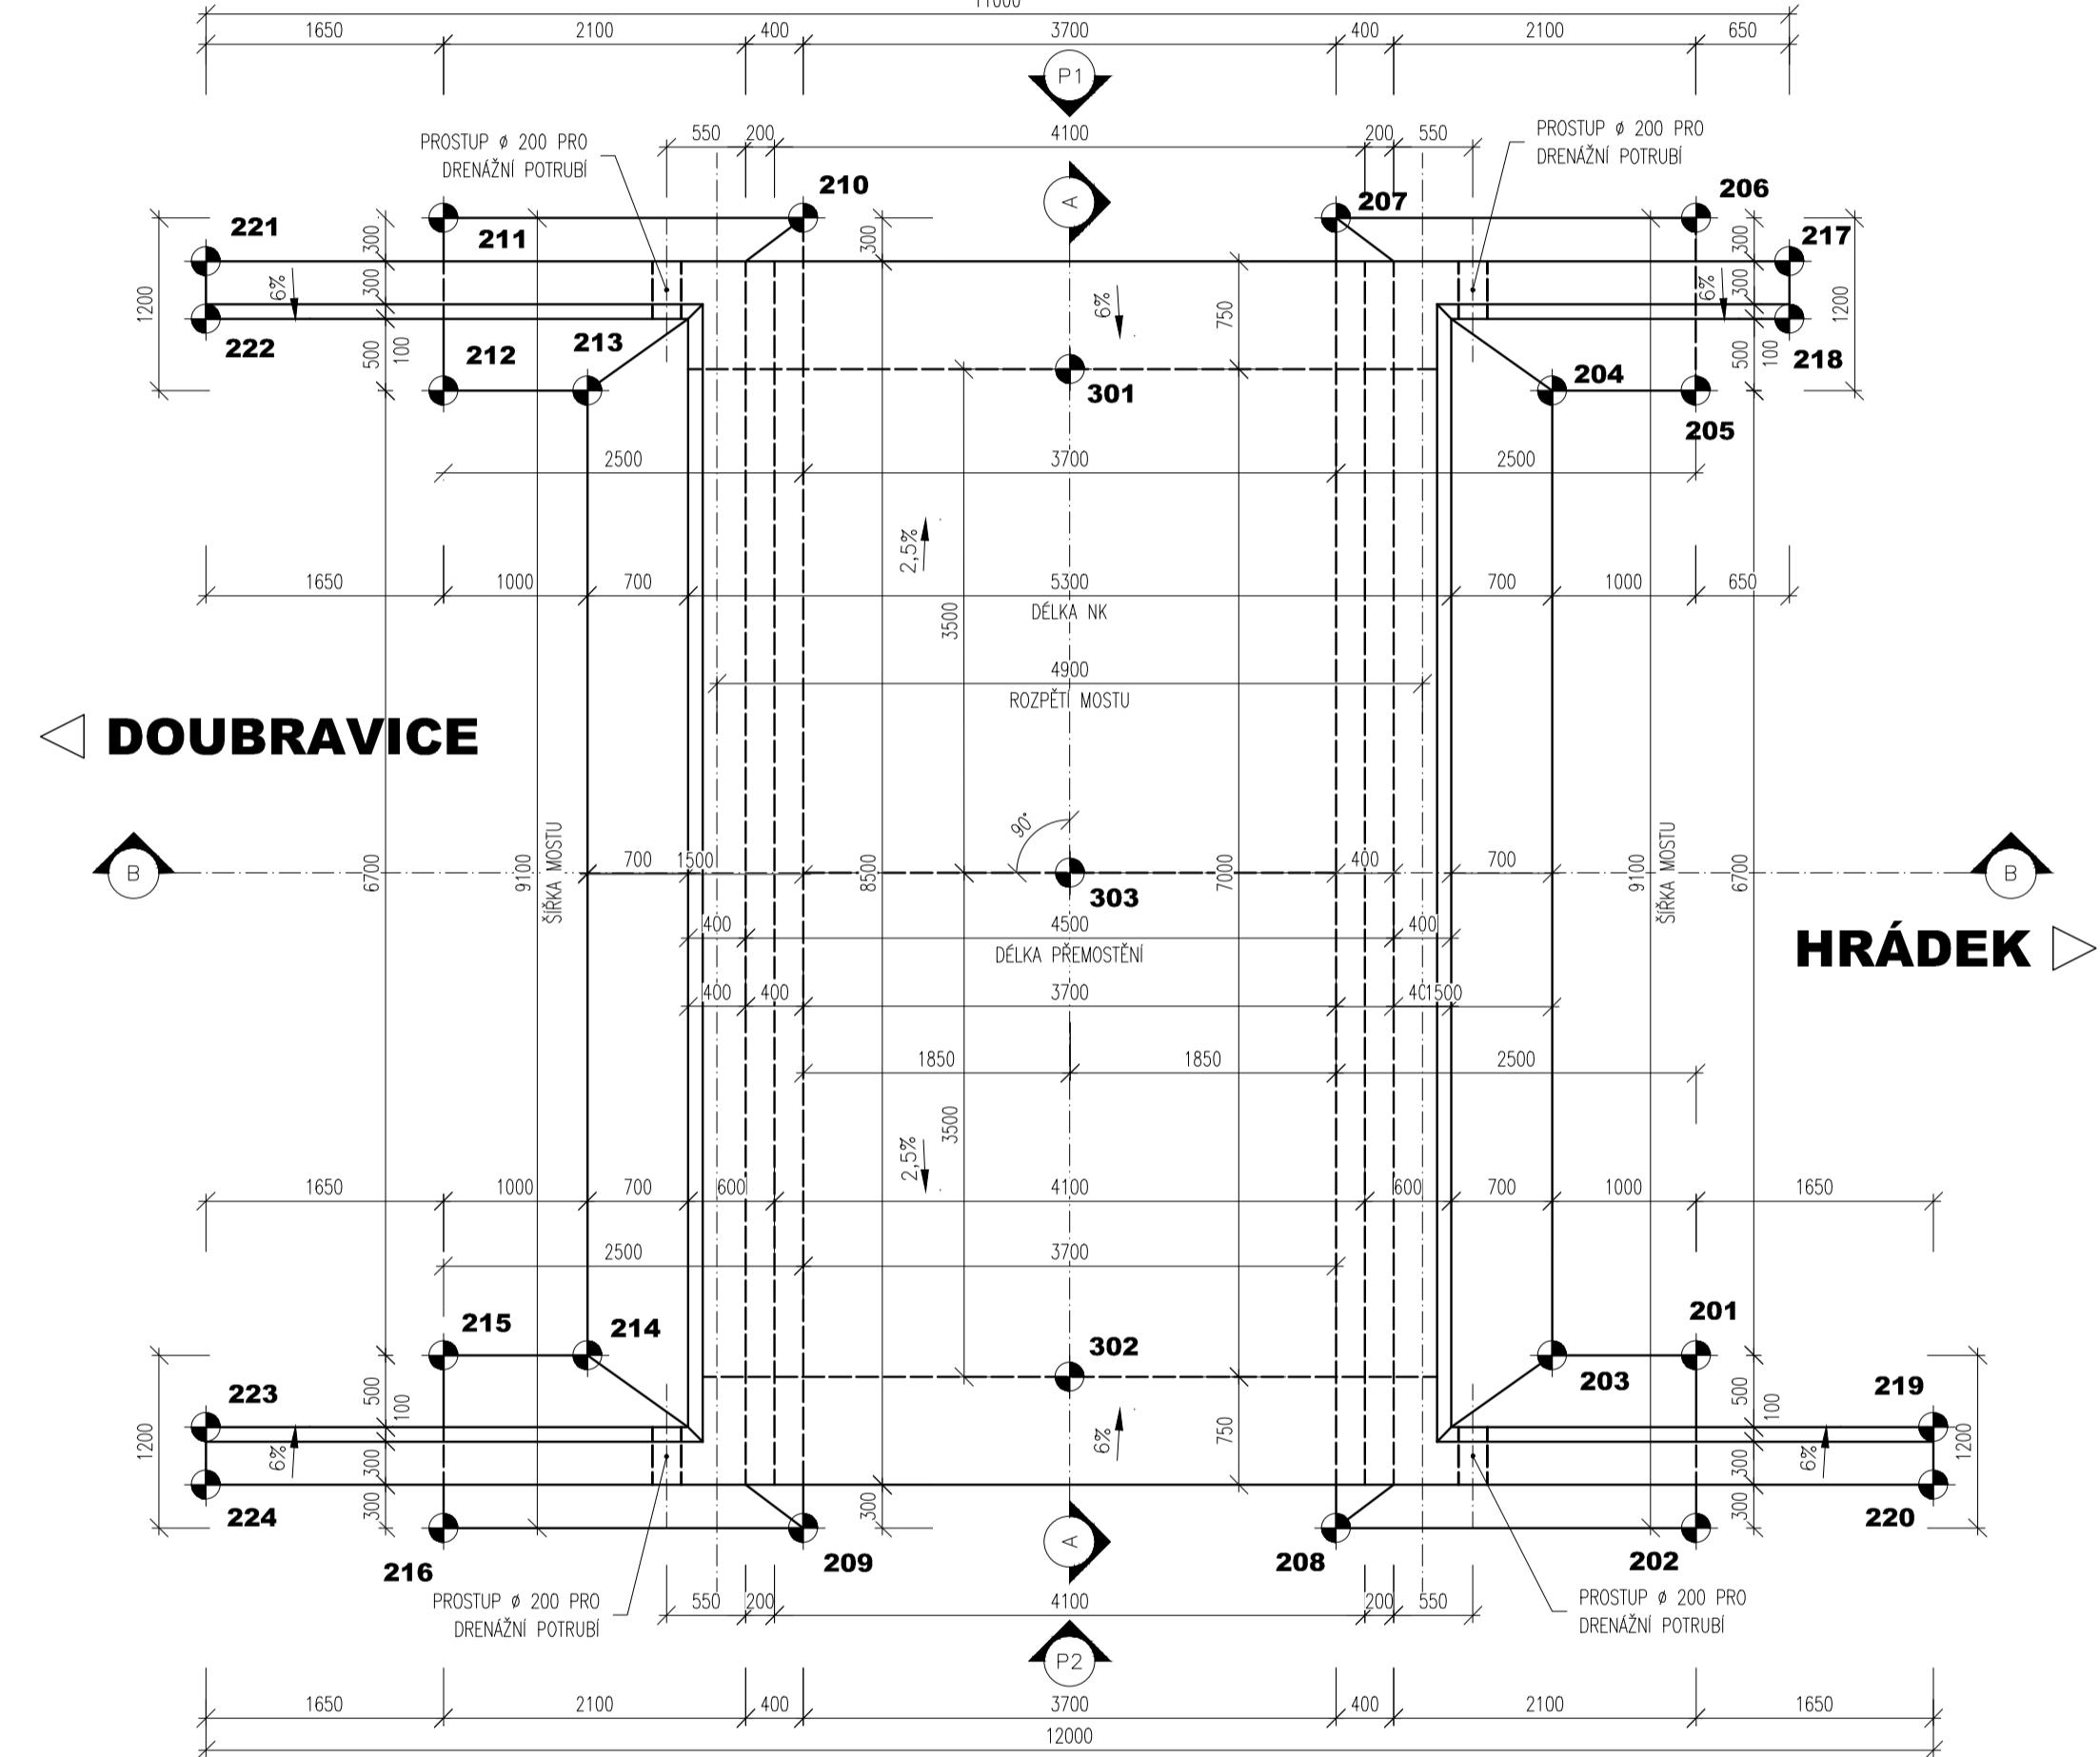 11000
1650 2100 400 3700 400 2100 650
P1
550 200 4100 200 550
PROSTUP ø 200 PRO
DRENÁŽNÍ POTRUBÍ
PROSTUP ø 200 PRO
DRENÁŽNÍ POTRUBÍ
A
210 207 206
221 211 217
300 300 300
1200 300 6% 6% 750 6% 300 1200
222 212 213 204 218
500 100 500 100
301 205
2500 3700 2500
2,5%
1650 1000 700 5300 700 1000 650
DÉLKA NK
3500
4900
ROZPĚTÍ MOSTU
DOUBRAVICE
90°
B 6700 9100 ŠÍŘKA MOSTU 700 1500 8500 7000 400 700 9100 ŠÍŘKA MOSTU 6700 B
303
400 4500 400
DÉLKA PŘEMOSTĚNÍ
HRÁDEK
400 400 3700 400 1500
1850 1850 2500
3500
2,5%
1650 1000 700 600 4100 600 700 1000 1650
2500 3700
215 214 302 201
223 203 219
500 100 500 100
1200 6% 300 6% 750 300 6% 1200
224 300 300 300 220
216 209 A 208 202
PROSTUP ø 200 PRO
DRENÁŽNÍ POTRUBÍ
550 200 4100 200 550
PROSTUP ø 200 PRO
DRENÁŽNÍ POTRUBÍ
P2
1650 2100 400 3700 400 2100 1650
12000